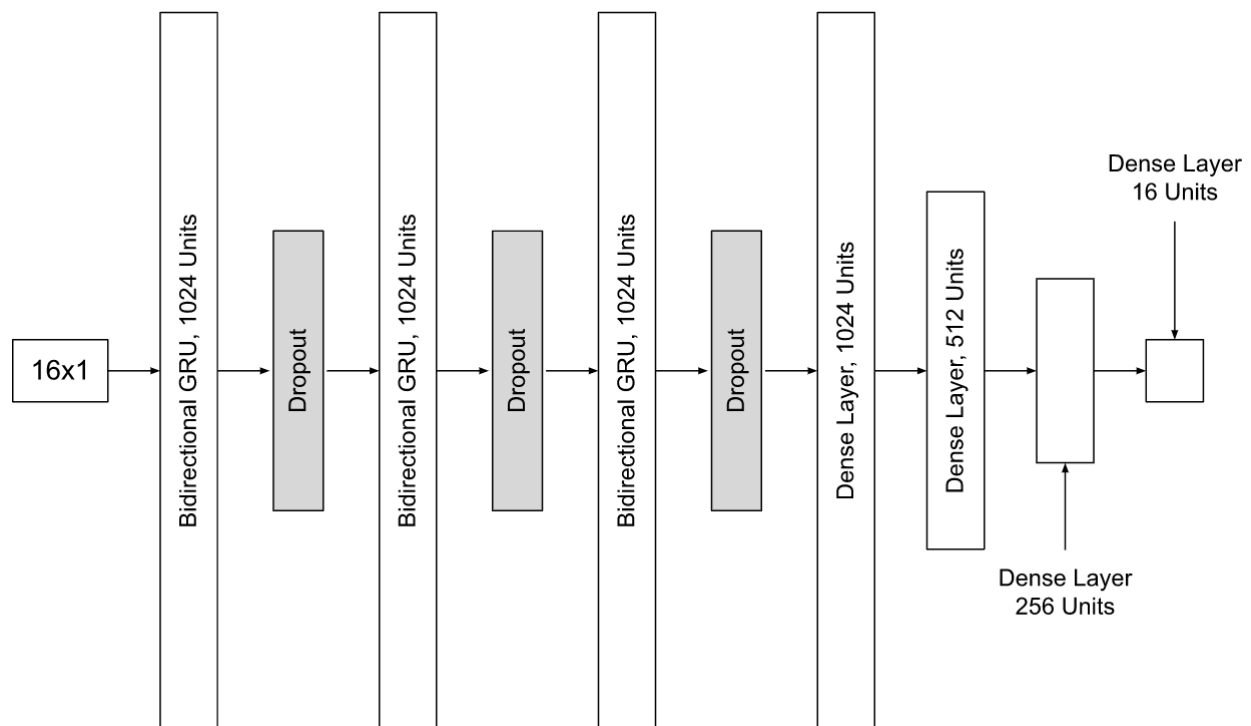 16x1
Bidirectional GRU, 1024 Units
Dropout
Bidirectional GRU, 1024 Units
Dropout
Bidirectional GRU, 1024 Units
Dropout
Dense Layer, 1024 Units
Dense Layer, 512 Units
Dense Layer
256 Units
Dense Layer
16 Units